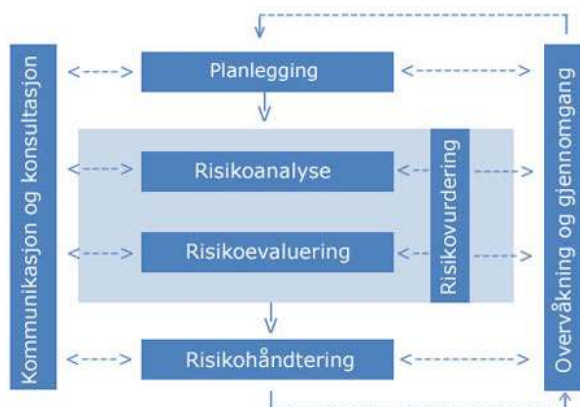 Kommunikasjon og konsultasjon
Planlegging
Risikoanalyse
Risikoevaluering
Risikovurdering
Risikohåndtering
Overvåkning og gjennomgang